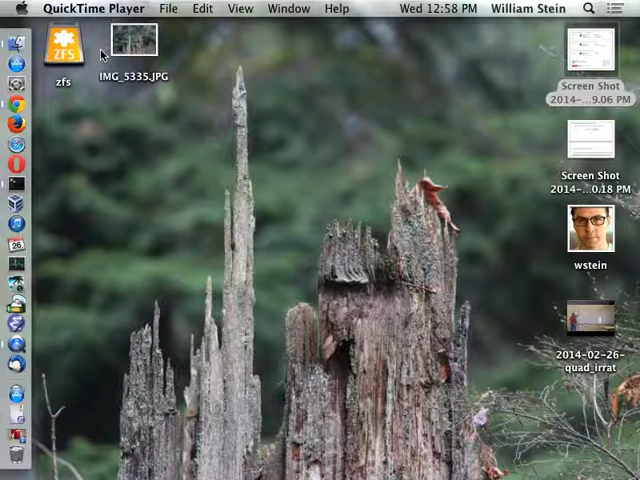 QuickTime Player File Edit View Window Help Wed 12:58 PM William Stein
ZFS
zfs
IMG_5335.JPG
Screen Shot
2014-...9.06 PM
Screen Shot
2014-...0.18 PM
wstein
2014-02-26-
quad_irrat
26